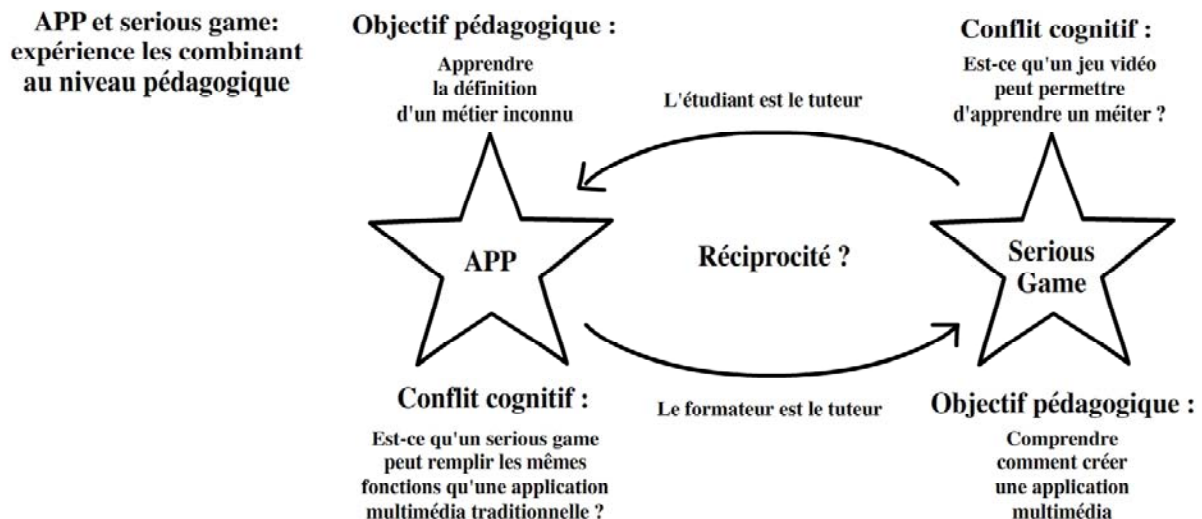 APP et serious game:
expérience les combinant
au niveau pédagogique
Objectif pédagogique :
Apprendre
la définition
d'un métier inconnu
L'étudiant est le tuteur
Conflit cognitif :
Est-ce qu'un jeu vidéo
peut permettre
d'apprendre un méiter ?
APP
Réciprocité ?
Serious
Game
Conflit cognitif :
Est-ce qu'un serious game
peut remplir les mêmes
fonctions qu'une application
multimédia traditionnelle ?
Le formateur est le tuteur
Objectif pédagogique :
Comprendre
comment créer
une application
multimédia